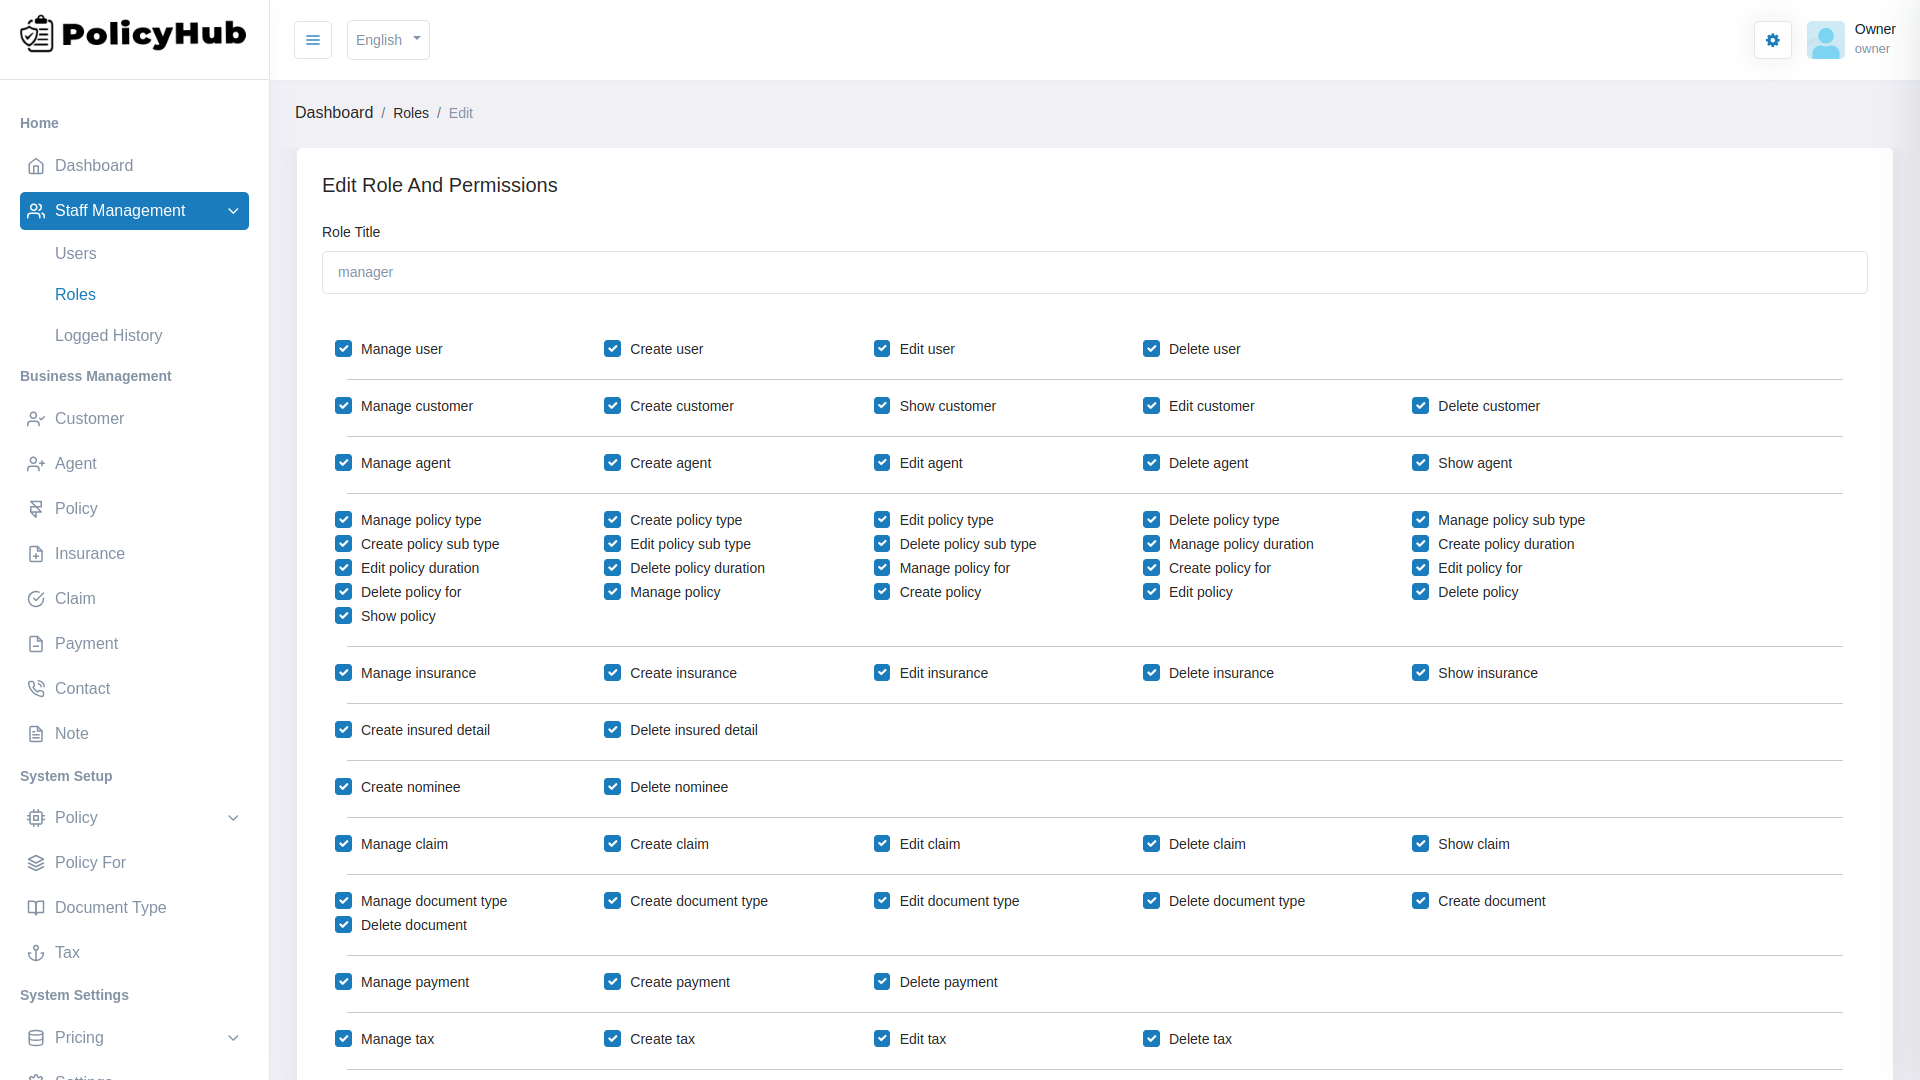 PolicyHub
English
Owner
owner
Home
Dashboard
Staff Management
Users
Roles
Logged History
Business Management
Customer
Agent
Policy
Insurance
Claim
Payment
Contact
Note
System Setup
Policy
Policy For
Document Type
Tax
System Settings
Pricing
Settings
Dashboard / Roles / Edit
Edit Role And Permissions
Role Title
manager
Manage user Create user Edit user Delete user
Manage customer Create customer Show customer Edit customer Delete customer
Manage agent Create agent Edit agent Delete agent Show agent
Manage policy type Create policy type Edit policy type Delete policy type Manage policy sub type
Create policy sub type Edit policy sub type Delete policy sub type Manage policy duration Create policy duration
Edit policy duration Delete policy duration Manage policy for Create policy for Edit policy for
Delete policy for Manage policy Create policy Edit policy Delete policy
Show policy
Manage insurance Create insurance Edit insurance Delete insurance Show insurance
Create insured detail Delete insured detail
Create nominee Delete nominee
Manage claim Create claim Edit claim Delete claim Show claim
Manage document type Create document type Edit document type Delete document type Create document
Delete document
Manage payment Create payment Delete payment
Manage tax Create tax Edit tax Delete tax